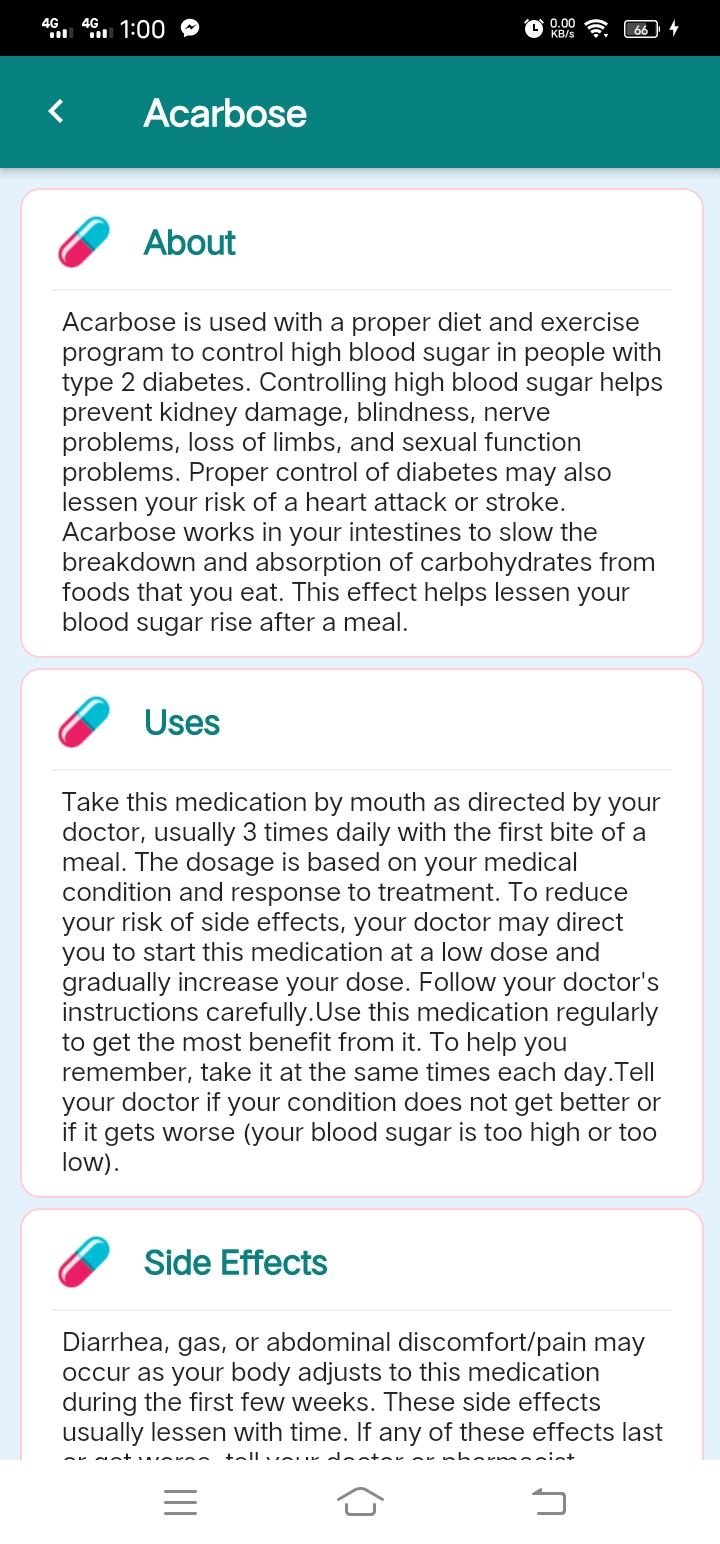 4G 4G 1:00 0.00 KB/s 66
Acarbose
About
Acarbose is used with a proper diet and exercise
program to control high blood sugar in people with
type 2 diabetes. Controlling high blood sugar helps
prevent kidney damage, blindness, nerve
problems, loss of limbs, and sexual function
problems. Proper control of diabetes may also
lessen your risk of a heart attack or stroke.
Acarbose works in your intestines to slow the
breakdown and absorption of carbohydrates from
foods that you eat. This effect helps lessen your
blood sugar rise after a meal.
Uses
Take this medication by mouth as directed by your
doctor, usually 3 times daily with the first bite of a
meal. The dosage is based on your medical
condition and response to treatment. To reduce
your risk of side effects, your doctor may direct
you to start this medication at a low dose and
gradually increase your dose. Follow your doctor's
instructions carefully.Use this medication regularly
to get the most benefit from it. To help you
remember, take it at the same times each day.Tell
your doctor if your condition does not get better or
if it gets worse (your blood sugar is too high or too
low).
Side Effects
Diarrhea, gas, or abdominal discomfort/pain may
occur as your body adjusts to this medication
during the first few weeks. These side effects
usually lessen with time. If any of these effects last
or get worse, tell your doctor or pharmacist